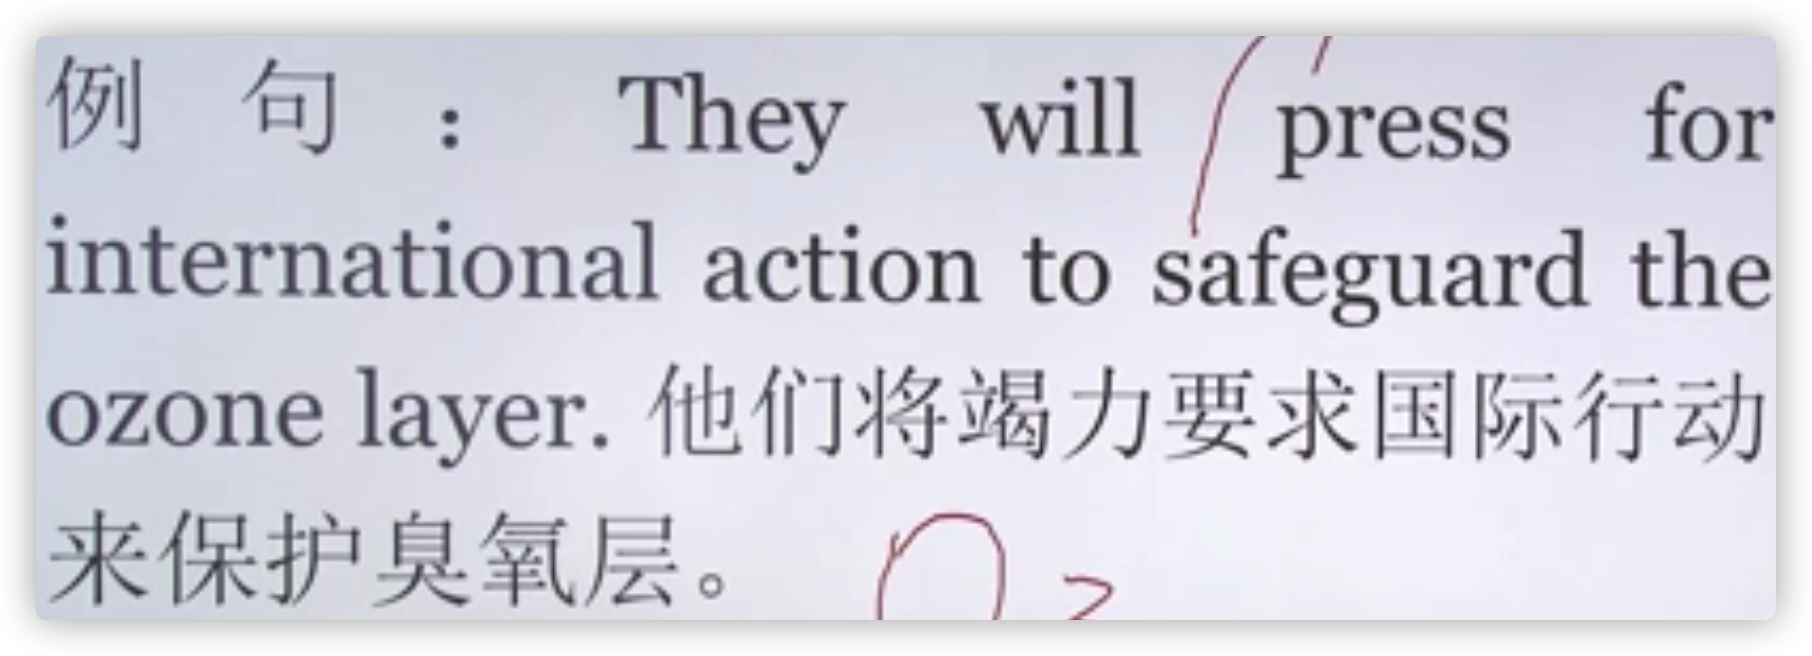 例句：They will press for
international action to safeguard the
ozone layer. 他们将竭力要求国际行动
来保护臭氧层。